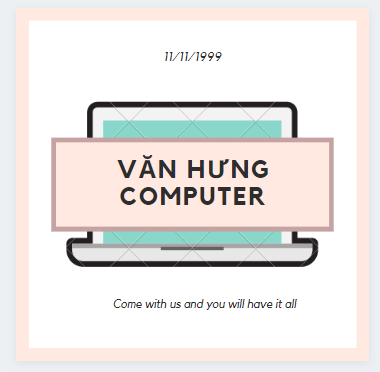 11/11/1999
VĂN HƯNG
COMPUTER
Come with us and you will have it all